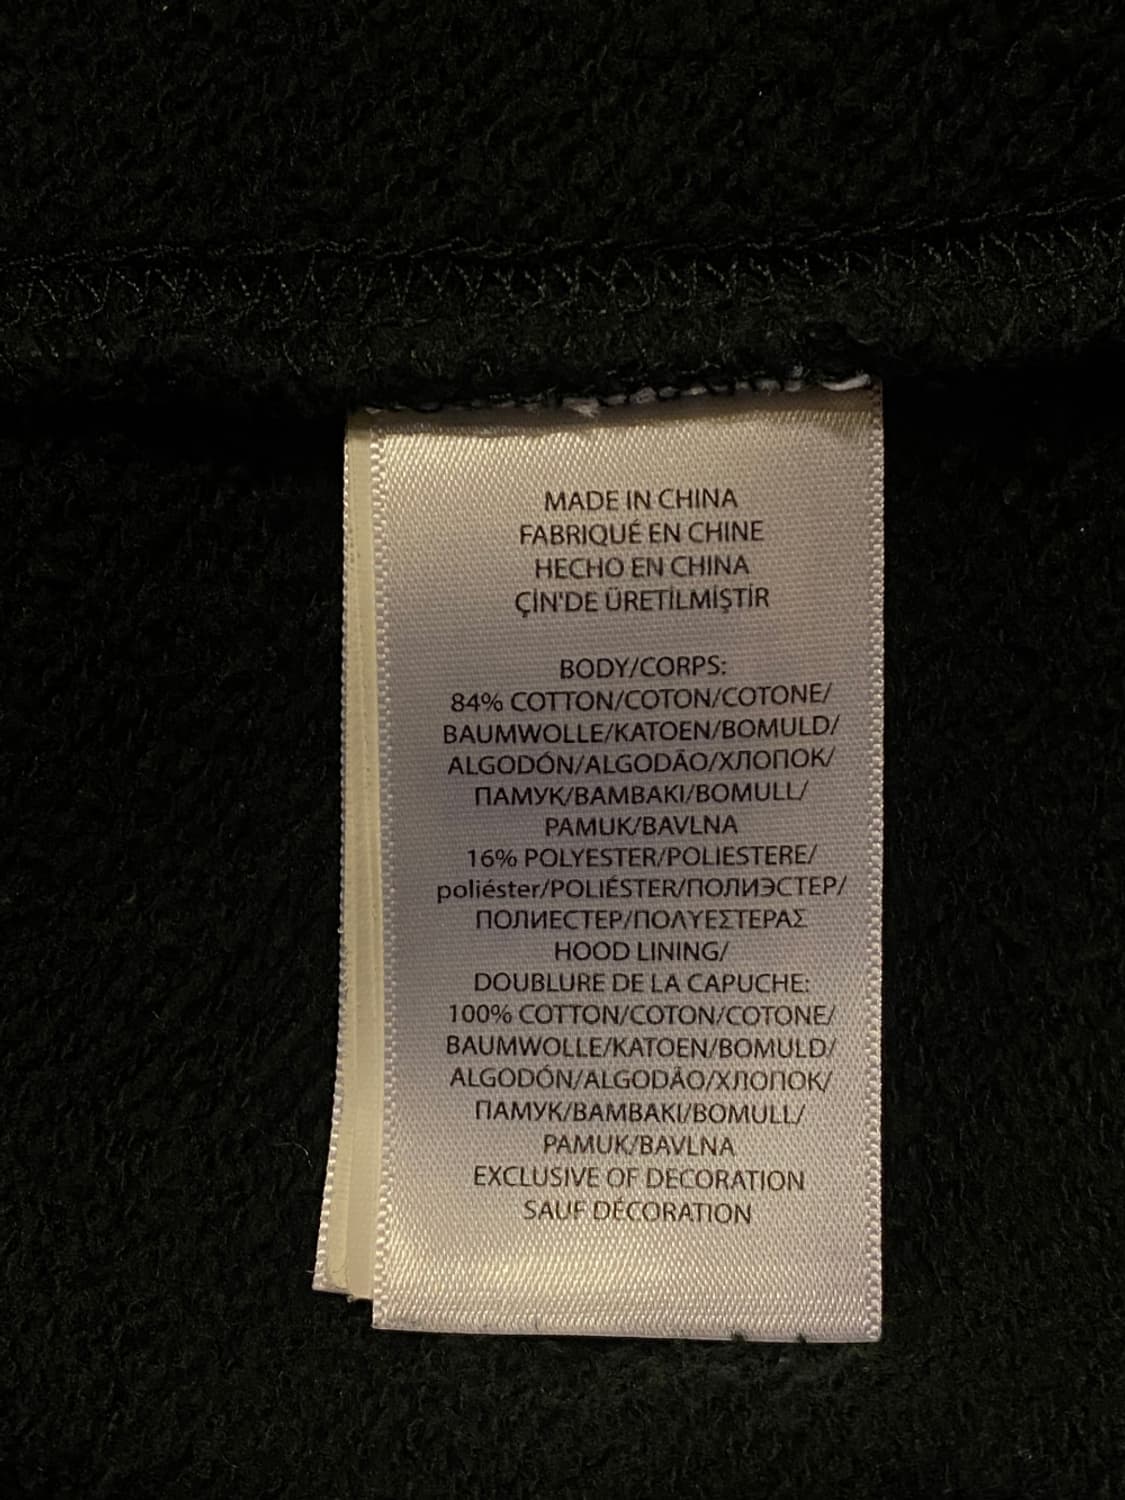 MADE IN CHINA
FABRIQUÉ EN CHINE
HECHO EN CHINA
ÇİN'DE ÜRETİLMİŞTİR
BODY/CORPS:
84% COTTON/COTON/COTONE/
BAUMWOLLE/KATOEN/BOMULD/
ALGODÓN/ALGODÃO/ХЛОПОК/
ПАМУК/BAMBAKI/BOMULL/
PAMUK/BAVLNA
16% POLYESTER/POLIESTERE/
poliéster/POLIÉSTER/ПОЛИЭСТЕР/
ПОЛИЕСТЕР/ΠΟΛΥΕΣΤΕΡΑΣ
HOOD LINING/
DOUBLURE DE LA CAPUCHE:
100% COTTON/COTON/COTONE/
BAUMWOLLE/KATOEN/BOMULD/
ALGODÓN/ALGODÃO/ХЛОПОК/
ПАМУК/BAMBAKI/BOMULL/
PAMUK/BAVLNA
EXCLUSIVE OF DECORATION
SAUF DÉCORATION